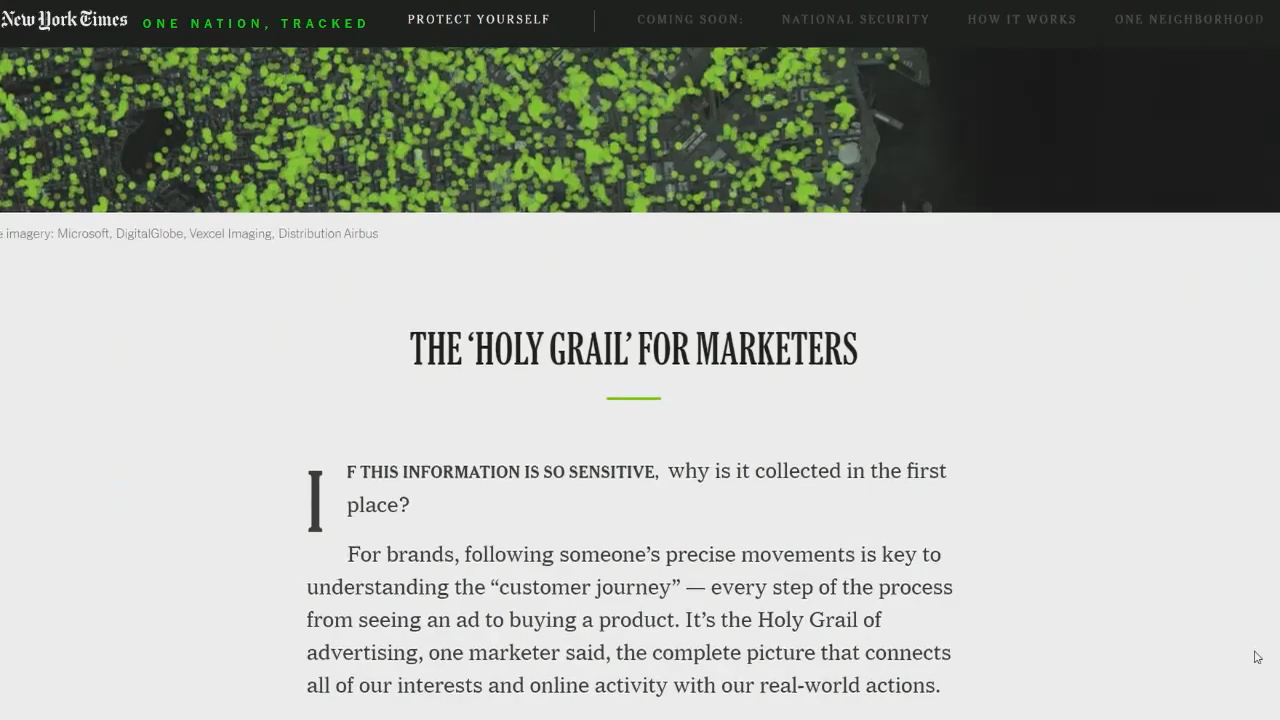 New York Times ONE NATION, TRACKED PROTECT YOURSELF COMING SOON: NATIONAL SECURITY HOW IT WORKS ONE NEIGHBORHOOD
imagery: Microsoft, DigitalGlobe, Vexcel Imaging, Distribution Airbus
THE ‘HOLY GRAIL’ FOR MARKETERS
IF THIS INFORMATION IS SO SENSITIVE, why is it collected in the first
place?
For brands, following someone’s precise movements is key to
understanding the “customer journey” — every step of the process
from seeing an ad to buying a product. It’s the Holy Grail of
advertising, one marketer said, the complete picture that connects
all of our interests and online activity with our real-world actions.